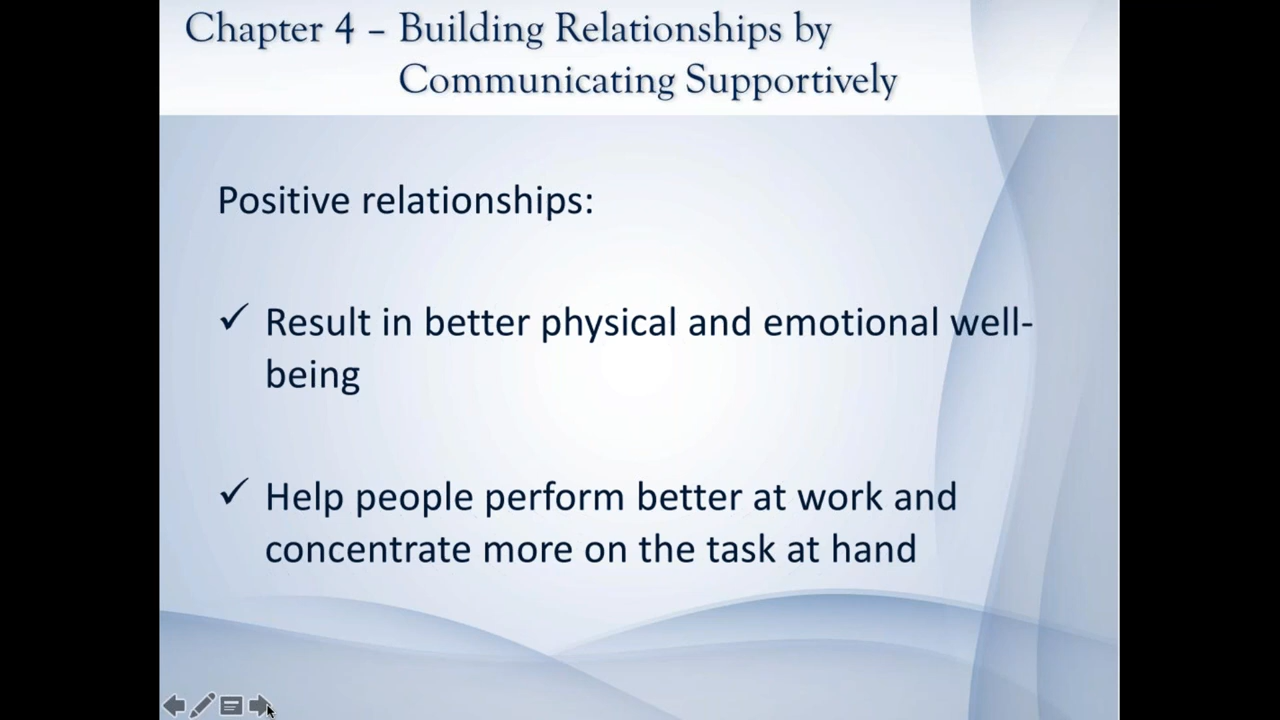 Chapter 4 – Building Relationships by
Communicating Supportively
Positive relationships:
✓ Result in better physical and emotional well-
being
✓ Help people perform better at work and
concentrate more on the task at hand